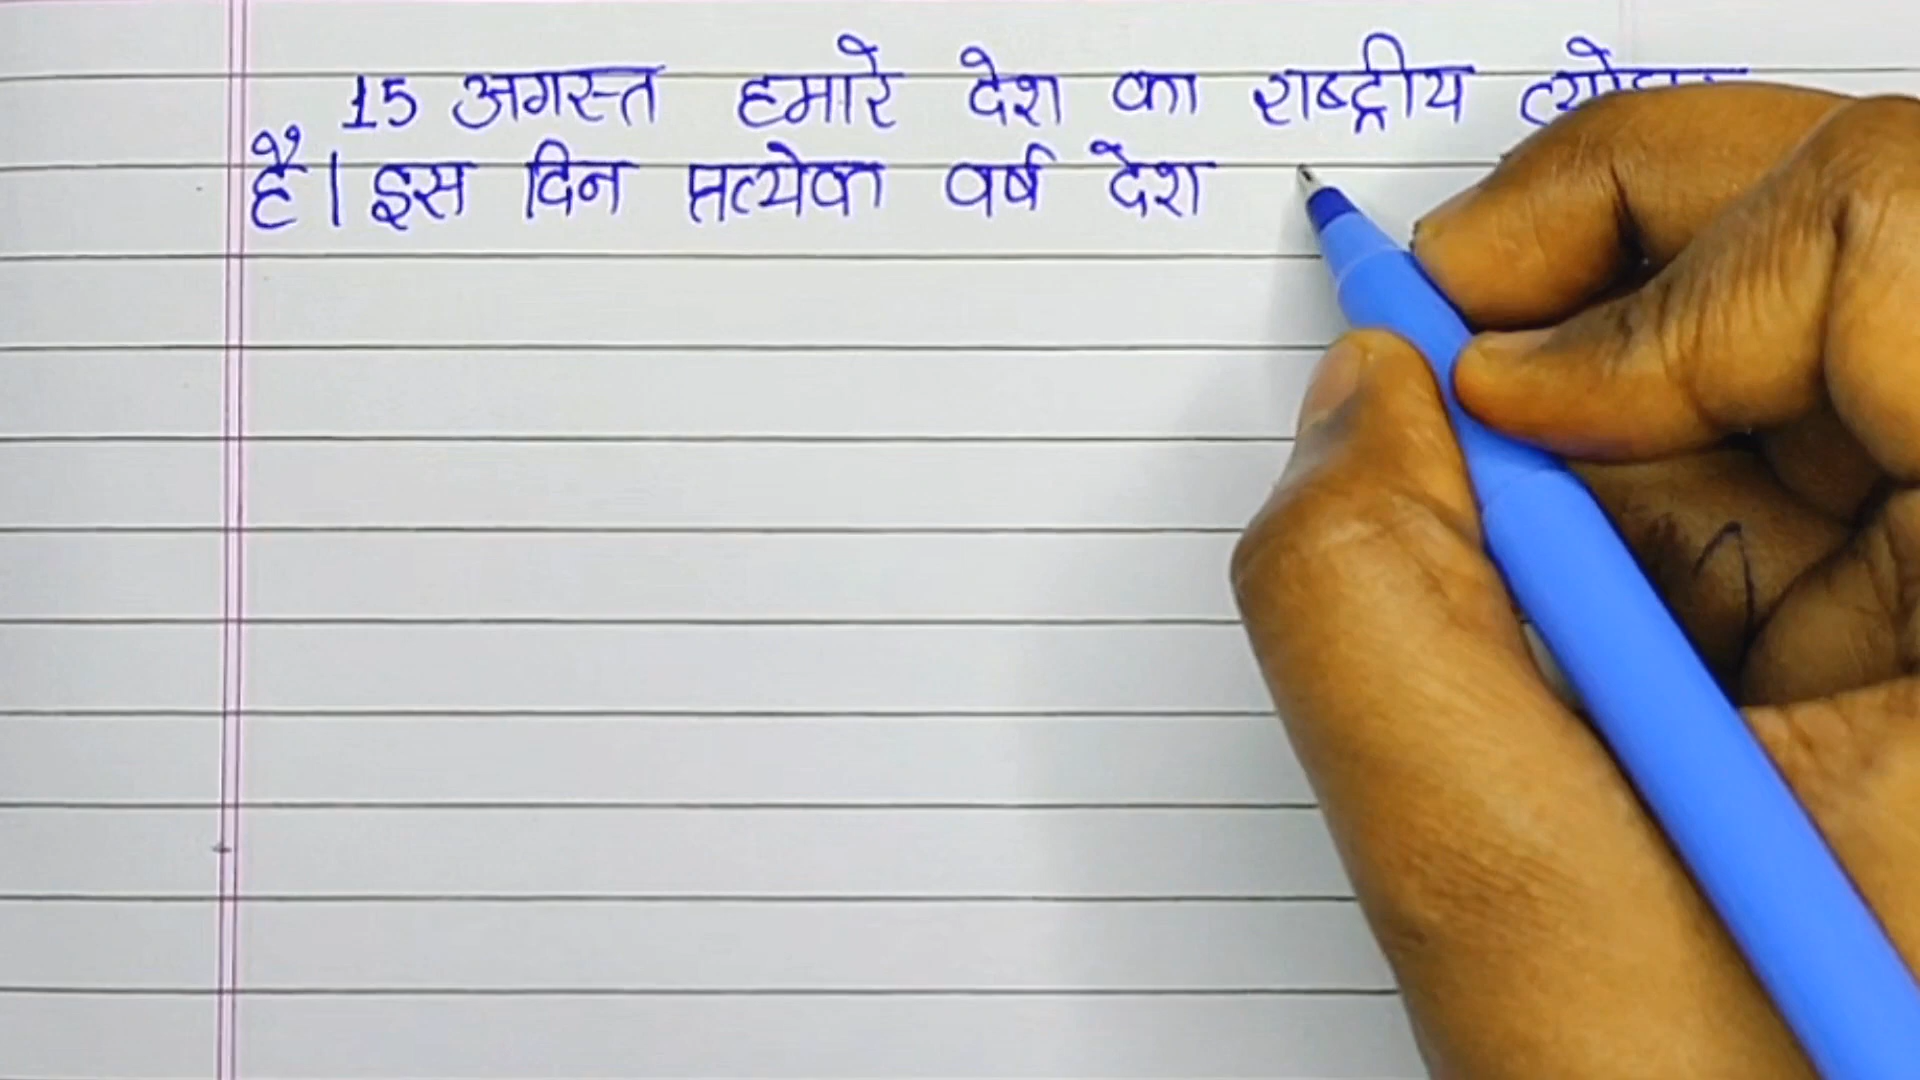 15 अगस्त हमारे देश का राष्ट्रीय
है। इस दिन प्रत्येक वर्ष देश